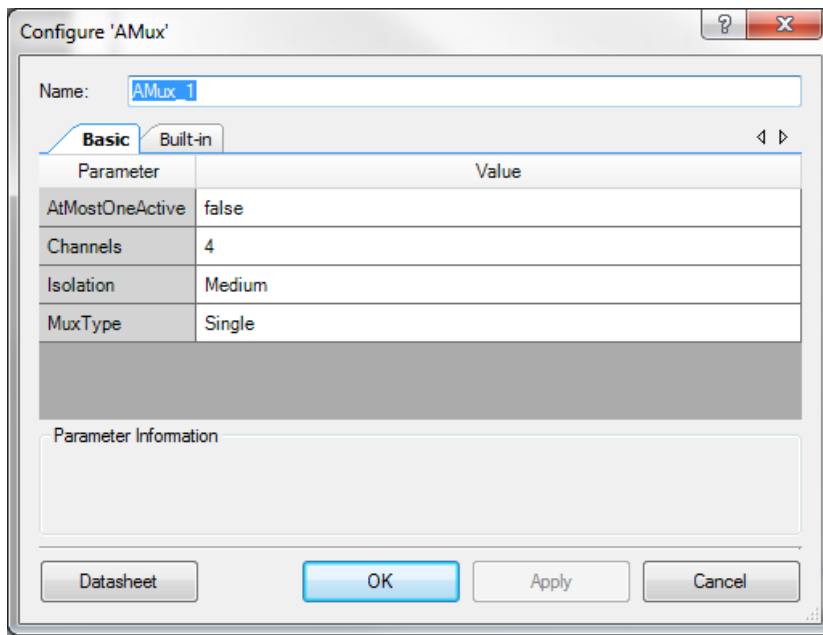 Configure 'AMux'
?
X
Name: AMux_1
Basic Built-in
Parameter Value
AtMostOneActive false
Channels 4
Isolation Medium
MuxType Single
Parameter Information
Datasheet OK Apply Cancel